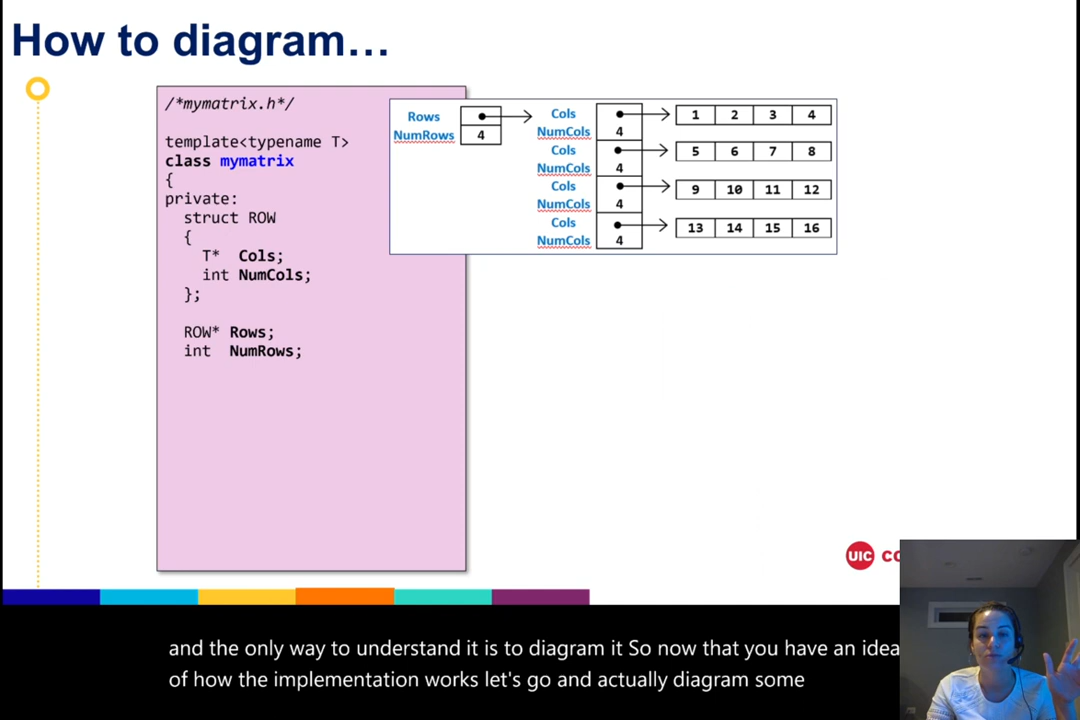 How to diagram...
/*mymatrix.h*/
template<typename T>
class mymatrix
{
private:
struct ROW
{
T* Cols;
int NumCols;
};
ROW* Rows;
int NumRows;
Rows
NumRows 4
Cols
NumCols 4
Cols
NumCols 4
Cols
NumCols 4
Cols
NumCols 4
1 2 3 4
5 6 7 8
9 10 11 12
13 14 15 16
UIC
and the only way to understand it is to diagram it So now that you have an idea
of how the implementation works let's go and actually diagram some